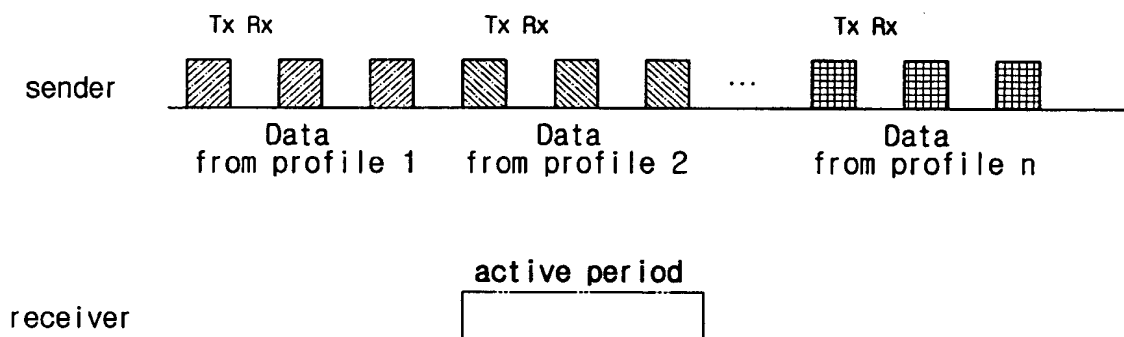 Tx Rx Tx Rx Tx Rx
sender ...
Data Data Data
from profile 1 from profile 2 from profile n
active period
receiver